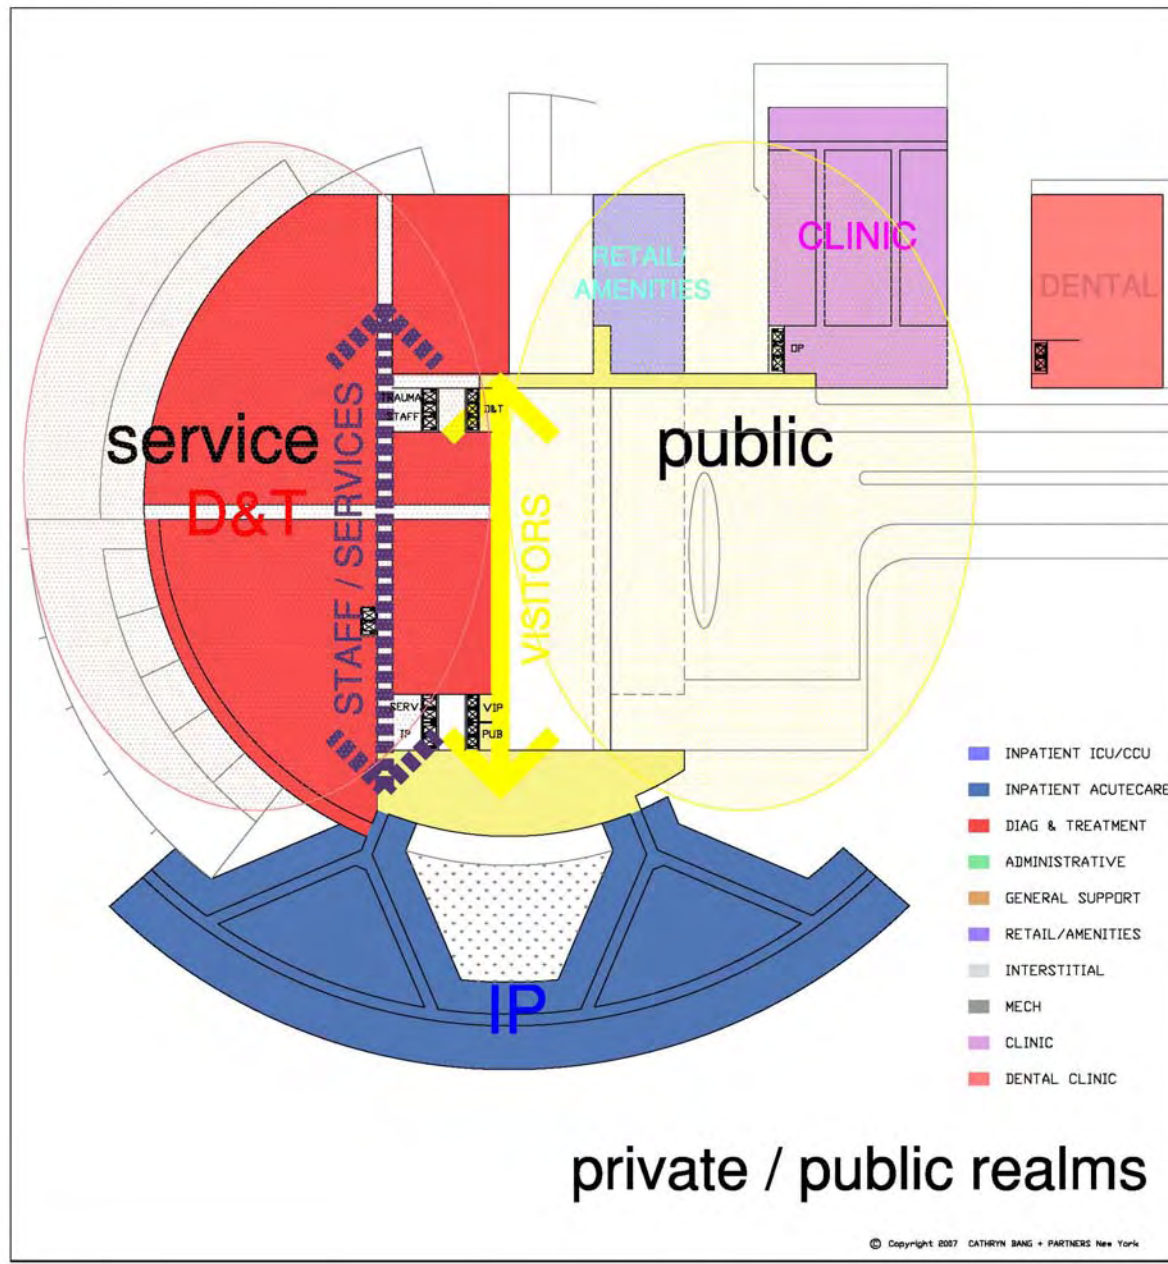 CLINIC
RETAIL/
AMENITIES
DENTAL
OP
TRAUMA
STAFF
D&T
service
public
D&T
STAFF / SERVICES
VISITORS
SERV.
VIP
IP
PUB
INPATIENT ICU/CCU
INPATIENT ACUTECARE
DIAG & TREATMENT
ADMINISTRATIVE
GENERAL SUPPORT
RETAIL/AMENITIES
INTERSTITIAL
MECH
CLINIC
DENTAL CLINIC
IP
private / public realms
© Copyright 2007 CATHRYN BANG + PARTNERS New York